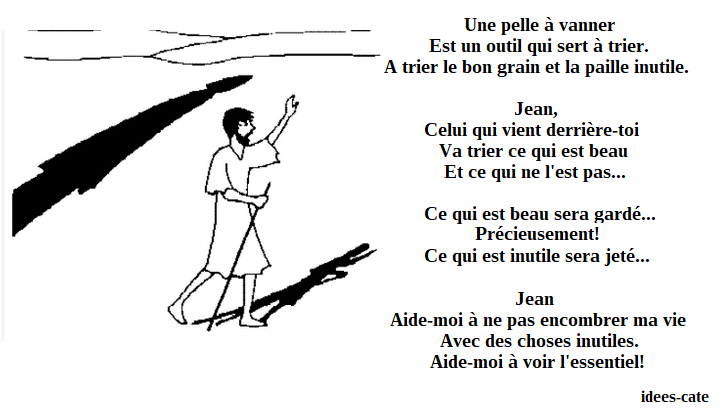 Une pelle à vanner
Est un outil qui sert à trier.
A trier le bon grain et la paille inutile.
Jean,
Celui qui vient derrière-toi
Va trier ce qui est beau
Et ce qui ne l'est pas...
Ce qui est beau sera gardé...
Précieusement!
Ce qui est inutile sera jeté...
Jean
Aide-moi à ne pas encombrer ma vie
Avec des choses inutiles.
Aide-moi à voir l'essentiel!
idees-cate